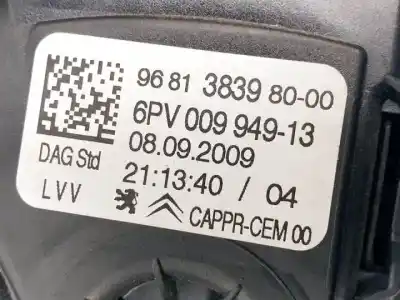 96 81 3839 80-00
6PV 009 949-13
DAG Std 08.09.2009
21:13:40 / 04
LVV CAPPR-CEM 00